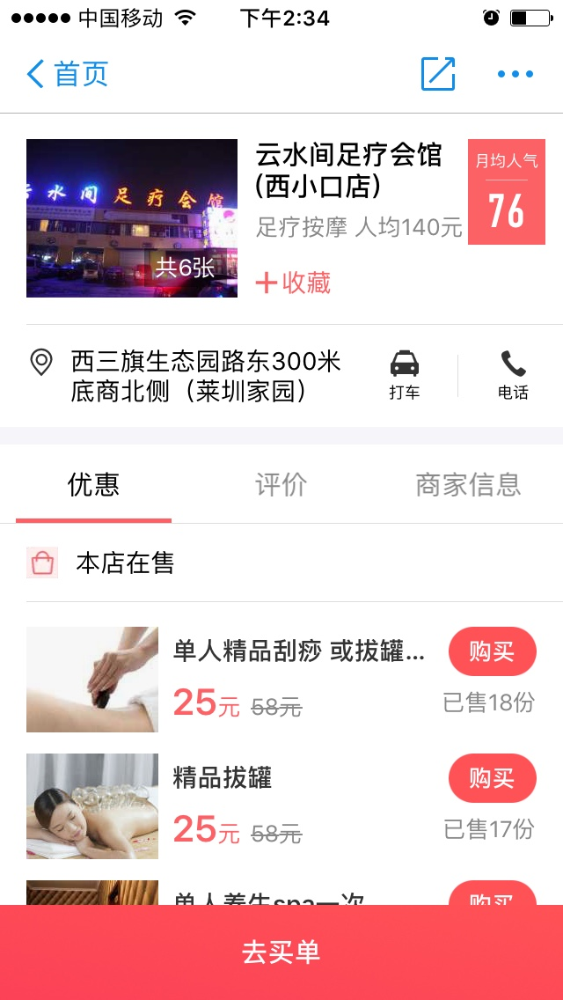 中国移动
下午2:34
首页
云水间足疗会馆
云水间足疗会馆
(西小口店)
足疗按摩 人均140元
月均人气
76
共6张
收藏
西三旗生态园路东300米
底商北侧（莱圳家园）
打车
电话
优惠
评价
商家信息
本店在售
单人精品刮痧 或拔罐...
购买
25元 58元
已售18份
精品拔罐
购买
25元 58元
已售17份
单人养生spa一次
购买
去买单